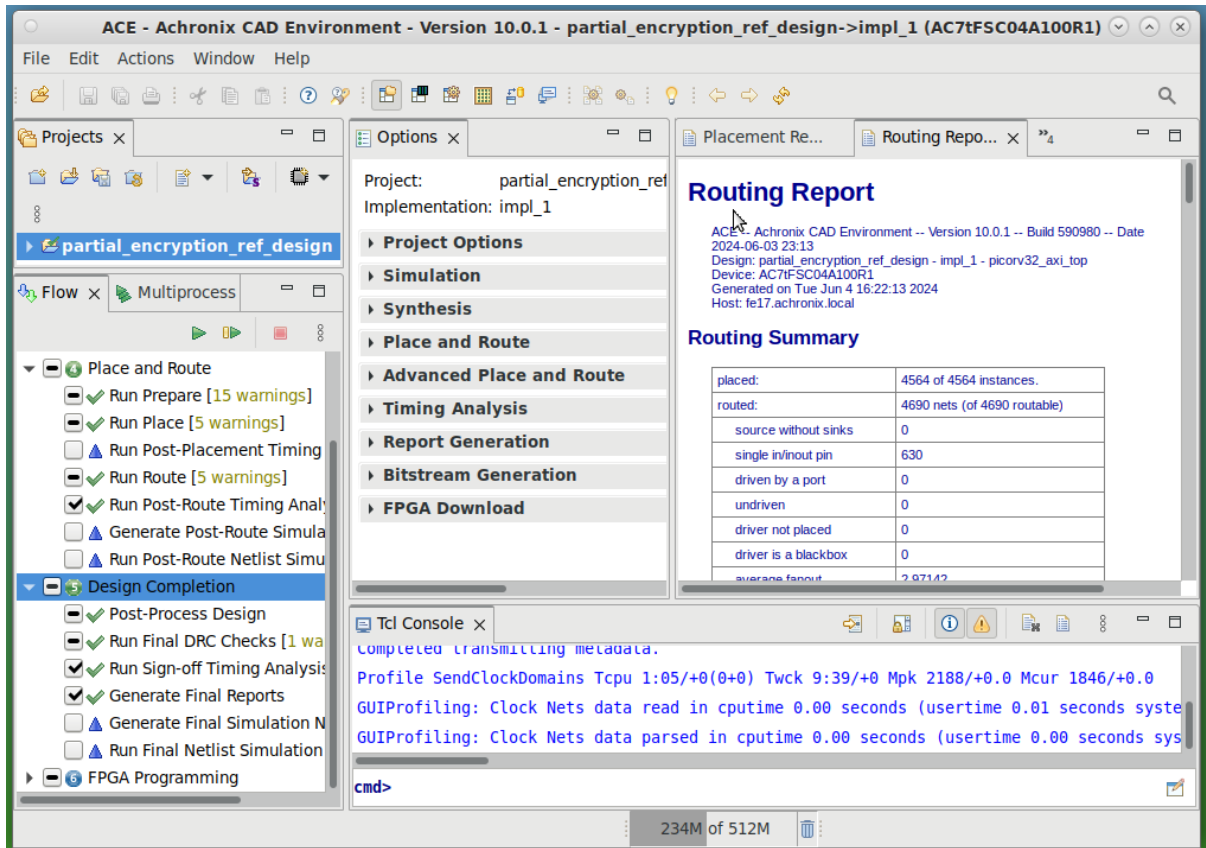 ACE - Achronix CAD Environment - Version 10.0.1 - partial_encryption_ref_design->impl_1 (AC7tFSC04A100R1)
File Edit Actions Window Help
Projects
partial_encryption_ref_design
Flow Multiprocess
4 Place and Route
Run Prepare [15 warnings]
Run Place [5 warnings]
Run Post-Placement Timing
Run Route [5 warnings]
Run Post-Route Timing Analy
Generate Post-Route Simula
Run Post-Route Netlist Simu
5 Design Completion
Post-Process Design
Run Final DRC Checks [1 wa
Run Sign-off Timing Analysis
Generate Final Reports
Generate Final Simulation N
Run Final Netlist Simulation
6 FPGA Programming
Options
Project: partial_encryption_ref
Implementation: impl_1
Project Options
Simulation
Synthesis
Place and Route
Advanced Place and Route
Timing Analysis
Report Generation
Bitstream Generation
FPGA Download
Placement Re... Routing Repo... »4
Routing Report
ACE -- Achronix CAD Environment -- Version 10.0.1 -- Build 590980 -- Date
2024-06-03 23:13
Design: partial_encryption_ref_design - impl_1 - picorv32_axi_top
Device: AC7tFSC04A100R1
Generated on Tue Jun 4 16:22:13 2024
Host: fe17.achronix.local
Routing Summary
placed: 4564 of 4564 instances.
routed: 4690 nets (of 4690 routable)
source without sinks 0
single in/inout pin 630
driven by a port 0
undriven 0
driver not placed 0
driver is a blackbox 0
average fanout 2.97142
Tcl Console
Completed transmitting metadata.
Profile SendClockDomains Tcpu 1:05/+0(0+0) Twck 9:39/+0 Mpk 2188/+0.0 Mcur 1846/+0.0
GUIProfiling: Clock Nets data read in cputime 0.00 seconds (usertime 0.01 seconds syste
GUIProfiling: Clock Nets data parsed in cputime 0.00 seconds (usertime 0.00 seconds sys
cmd>
234M of 512M